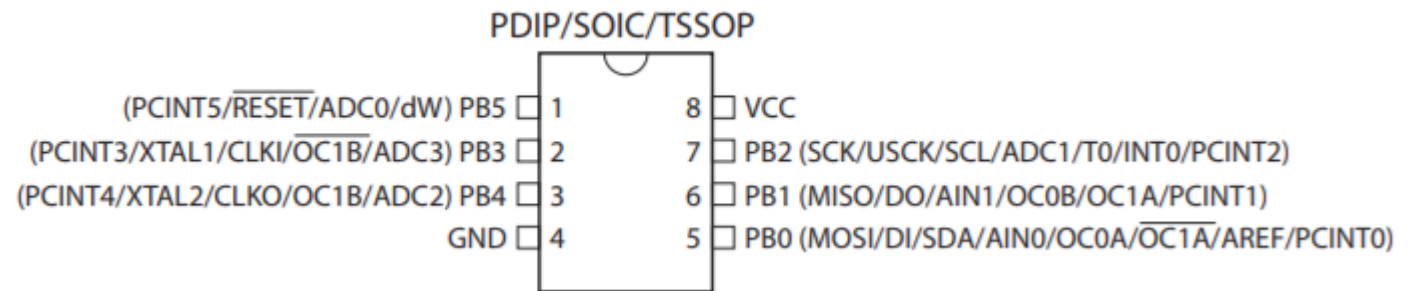 PDIP/SOIC/TSSOP
(PCINT5/RESET/ADC0/dW) PB5 1 8 VCC
(PCINT3/XTAL1/CLKI/OC1B/ADC3) PB3 2 7 PB2 (SCK/USCK/SCL/ADC1/T0/INT0/PCINT2)
(PCINT4/XTAL2/CLKO/OC1B/ADC2) PB4 3 6 PB1 (MISO/DO/AIN1/OC0B/OC1A/PCINT1)
GND 4 5 PB0 (MOSI/DI/SDA/AIN0/OC0A/OC1A/AREF/PCINT0)